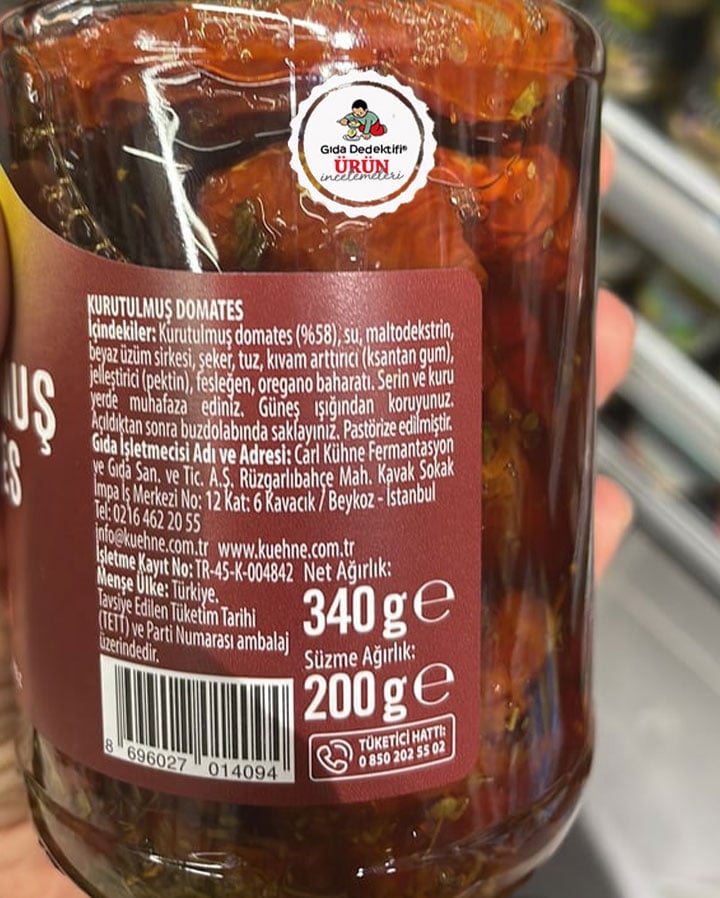 Gıda Dedektifi®
ÜRÜN
incelemeleri
KURUTULMUŞ DOMATES
İçindekiler: Kurutulmuş domates (%58), su, maltodekstrin,
beyaz üzüm sirkesi, şeker, tuz, kıvam arttırıcı (ksantan gum),
jelleştirici (pektin), fesleğen, oregano baharatı. Serin ve kuru
yerde muhafaza ediniz. Güneş ışığından koruyunuz.
Açıldıktan sonra buzdolabında saklayınız. Pastörize edilmiştir.
Gıda İşletmecisi Adı ve Adresi: Carl Kühne Fermantasyon
ve Gıda San. ve Tic. A.Ş. Rüzgarlıbahçe Mah. Kavak Sokak
İmpa İş Merkezi No: 12 Kat: 6 Kavacık / Beykoz - İstanbul
Tel: 0216 462 20 55
info@kuehne.com.tr www.kuehne.com.tr
İşletme Kayıt No: TR-45-K-004842 Net Ağırlık:
Menşe Ülke: Türkiye.
340 g e
Tavsiye Edilen Tüketim Tarihi
(TETT) ve Parti Numarası ambalaj
üzerindedir.
Süzme Ağırlık:
200 g e
8 696027 014094
TÜKETİCİ HATTI:
0 850 202 55 02
UŞ
ES